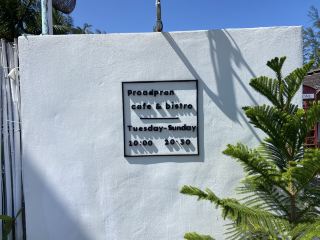 Proadpran
cafe & bistro
Tuesday-Sunday
10:00 20:30